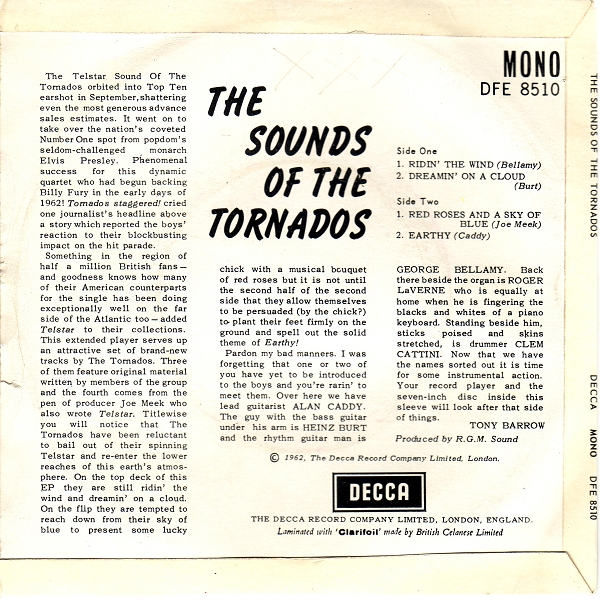 The Telstar Sound Of The
Tornados orbited into Top Ten
earshot in September, shattering
even the most generous advance
sales estimates. It went on to
take over the nation's coveted
Number One spot from popdom's
seldom-challenged monarch
Elvis Presley. Phenomenal
success for this dynamic
quartet who had begun backing
Billy Fury in the early days of
1962! Tornados staggered! cried
one journalist's headline above
a story which reported the boys'
reaction to their blockbusting
impact on the hit parade.
Something in the region of
half a million British fans—
and goodness knows how many
of their American counterparts
for the single has been doing
exceptionally well on the far
side of the Atlantic too—added
Telstar to their collections.
This extended player serves up
an attractive set of brand-new
tracks by The Tornados. Three
of them feature original material
written by members of the group
and the fourth comes from the
pen of producer Joe Meek who
also wrote Telstar. Titlewise
you will notice that The
Tornados have been reluctant
to bail out of their spinning
Telstar and re-enter the lower
reaches of this earth's atmos-
phere. On the top deck of this
EP they are still ridin' the
wind and dreamin' on a cloud.
On the flip they are tempted to
reach down from their sky of
blue to present some lucky
THE
SOUNDS
OF THE
TORNADOS
MONO
DFE 8510
Side One
1. RIDIN' THE WIND (Bellamy)
2. DREAMIN' ON A CLOUD
(Burt)
Side Two
1. RED ROSES AND A SKY OF
BLUE (Joe Meek)
2. EARTHY (Caddy)
chick with a musical bouquet
of red roses but it is not until
the second half of the second
side that they allow themselves
to be persuaded (by the chick?)
to plant their feet firmly on the
ground and spell out the solid
theme of Earthy!
Pardon my bad manners. I was
forgetting that one or two of
you have yet to be introduced
to the boys and you're rarin' to
meet them. Over here we have
lead guitarist ALAN CADDY.
The guy with the bass guitar
under his arm is HEINZ BURT
and the rhythm guitar man is
GEORGE BELLAMY. Back
there beside the organ is ROGER
LaVERNE who is equally at
home when he is fingering the
blacks and whites of a piano
keyboard. Standing beside him,
sticks poised and skins
stretched, is drummer CLEM
CATTINI. Now that we have
the names sorted out it is time
for some instrumental action.
Your record player and the
seven-inch disc inside this
sleeve will look after that side
of things.
TONY BARROW
Produced by R.G.M. Sound
© 1962, The Decca Record Company Limited, London.
DECCA
THE DECCA RECORD COMPANY LIMITED, LONDON, ENGLAND.
Laminated with 'Clarifoil' made by British Celanese Limited
THE SOUNDS OF THE TORNADOS
DECCA MONO DFE 8510